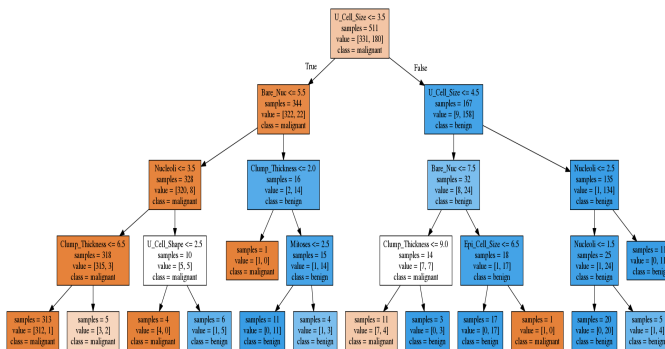 U_Cell_Size <= 3.5
samples = 511
value = [331, 180]
class = malignant
True
False
Bare_Nuc <= 5.5
samples = 344
value = [322, 22]
class = malignant
U_Cell_Size <= 4.5
samples = 167
value = [9, 158]
class = benign
Nucleoli <= 3.5
samples = 328
value = [320, 8]
class = malignant
Clump_Thickness <= 2.0
samples = 16
value = [2, 14]
class = benign
Bare_Nuc <= 7.5
samples = 32
value = [8, 24]
class = benign
Nucleoli <= 2.5
samples = 135
value = [1, 134]
class = benign
Clump_Thickness <= 6.5
samples = 318
value = [315, 3]
class = malignant
U_Cell_Shape <= 2.5
samples = 10
value = [5, 5]
class = malignant
samples = 1
value = [1, 0]
class = malignant
Mitoses <= 2.5
samples = 15
value = [1, 14]
class = benign
Clump_Thickness <= 9.0
samples = 14
value = [7, 7]
class = malignant
Epi_Cell_Size <= 6.5
samples = 18
value = [1, 17]
class = benign
Nucleoli <= 1.5
samples = 25
value = [1, 24]
class = benign
samples = 11
value = [0, 11
class = benign
samples = 313
value = [312, 1]
class = malignant
samples = 5
value = [3, 2]
class = malignant
samples = 4
value = [4, 0]
class = malignant
samples = 6
value = [1, 5]
class = benign
samples = 11
value = [0, 11]
class = benign
samples = 4
value = [1, 3]
class = benign
samples = 11
value = [7, 4]
class = malignant
samples = 3
value = [0, 3]
class = benign
samples = 17
value = [0, 17]
class = benign
samples = 1
value = [1, 0]
class = malignant
samples = 20
value = [0, 20]
class = benign
samples = 5
value = [1, 4]
class = benign